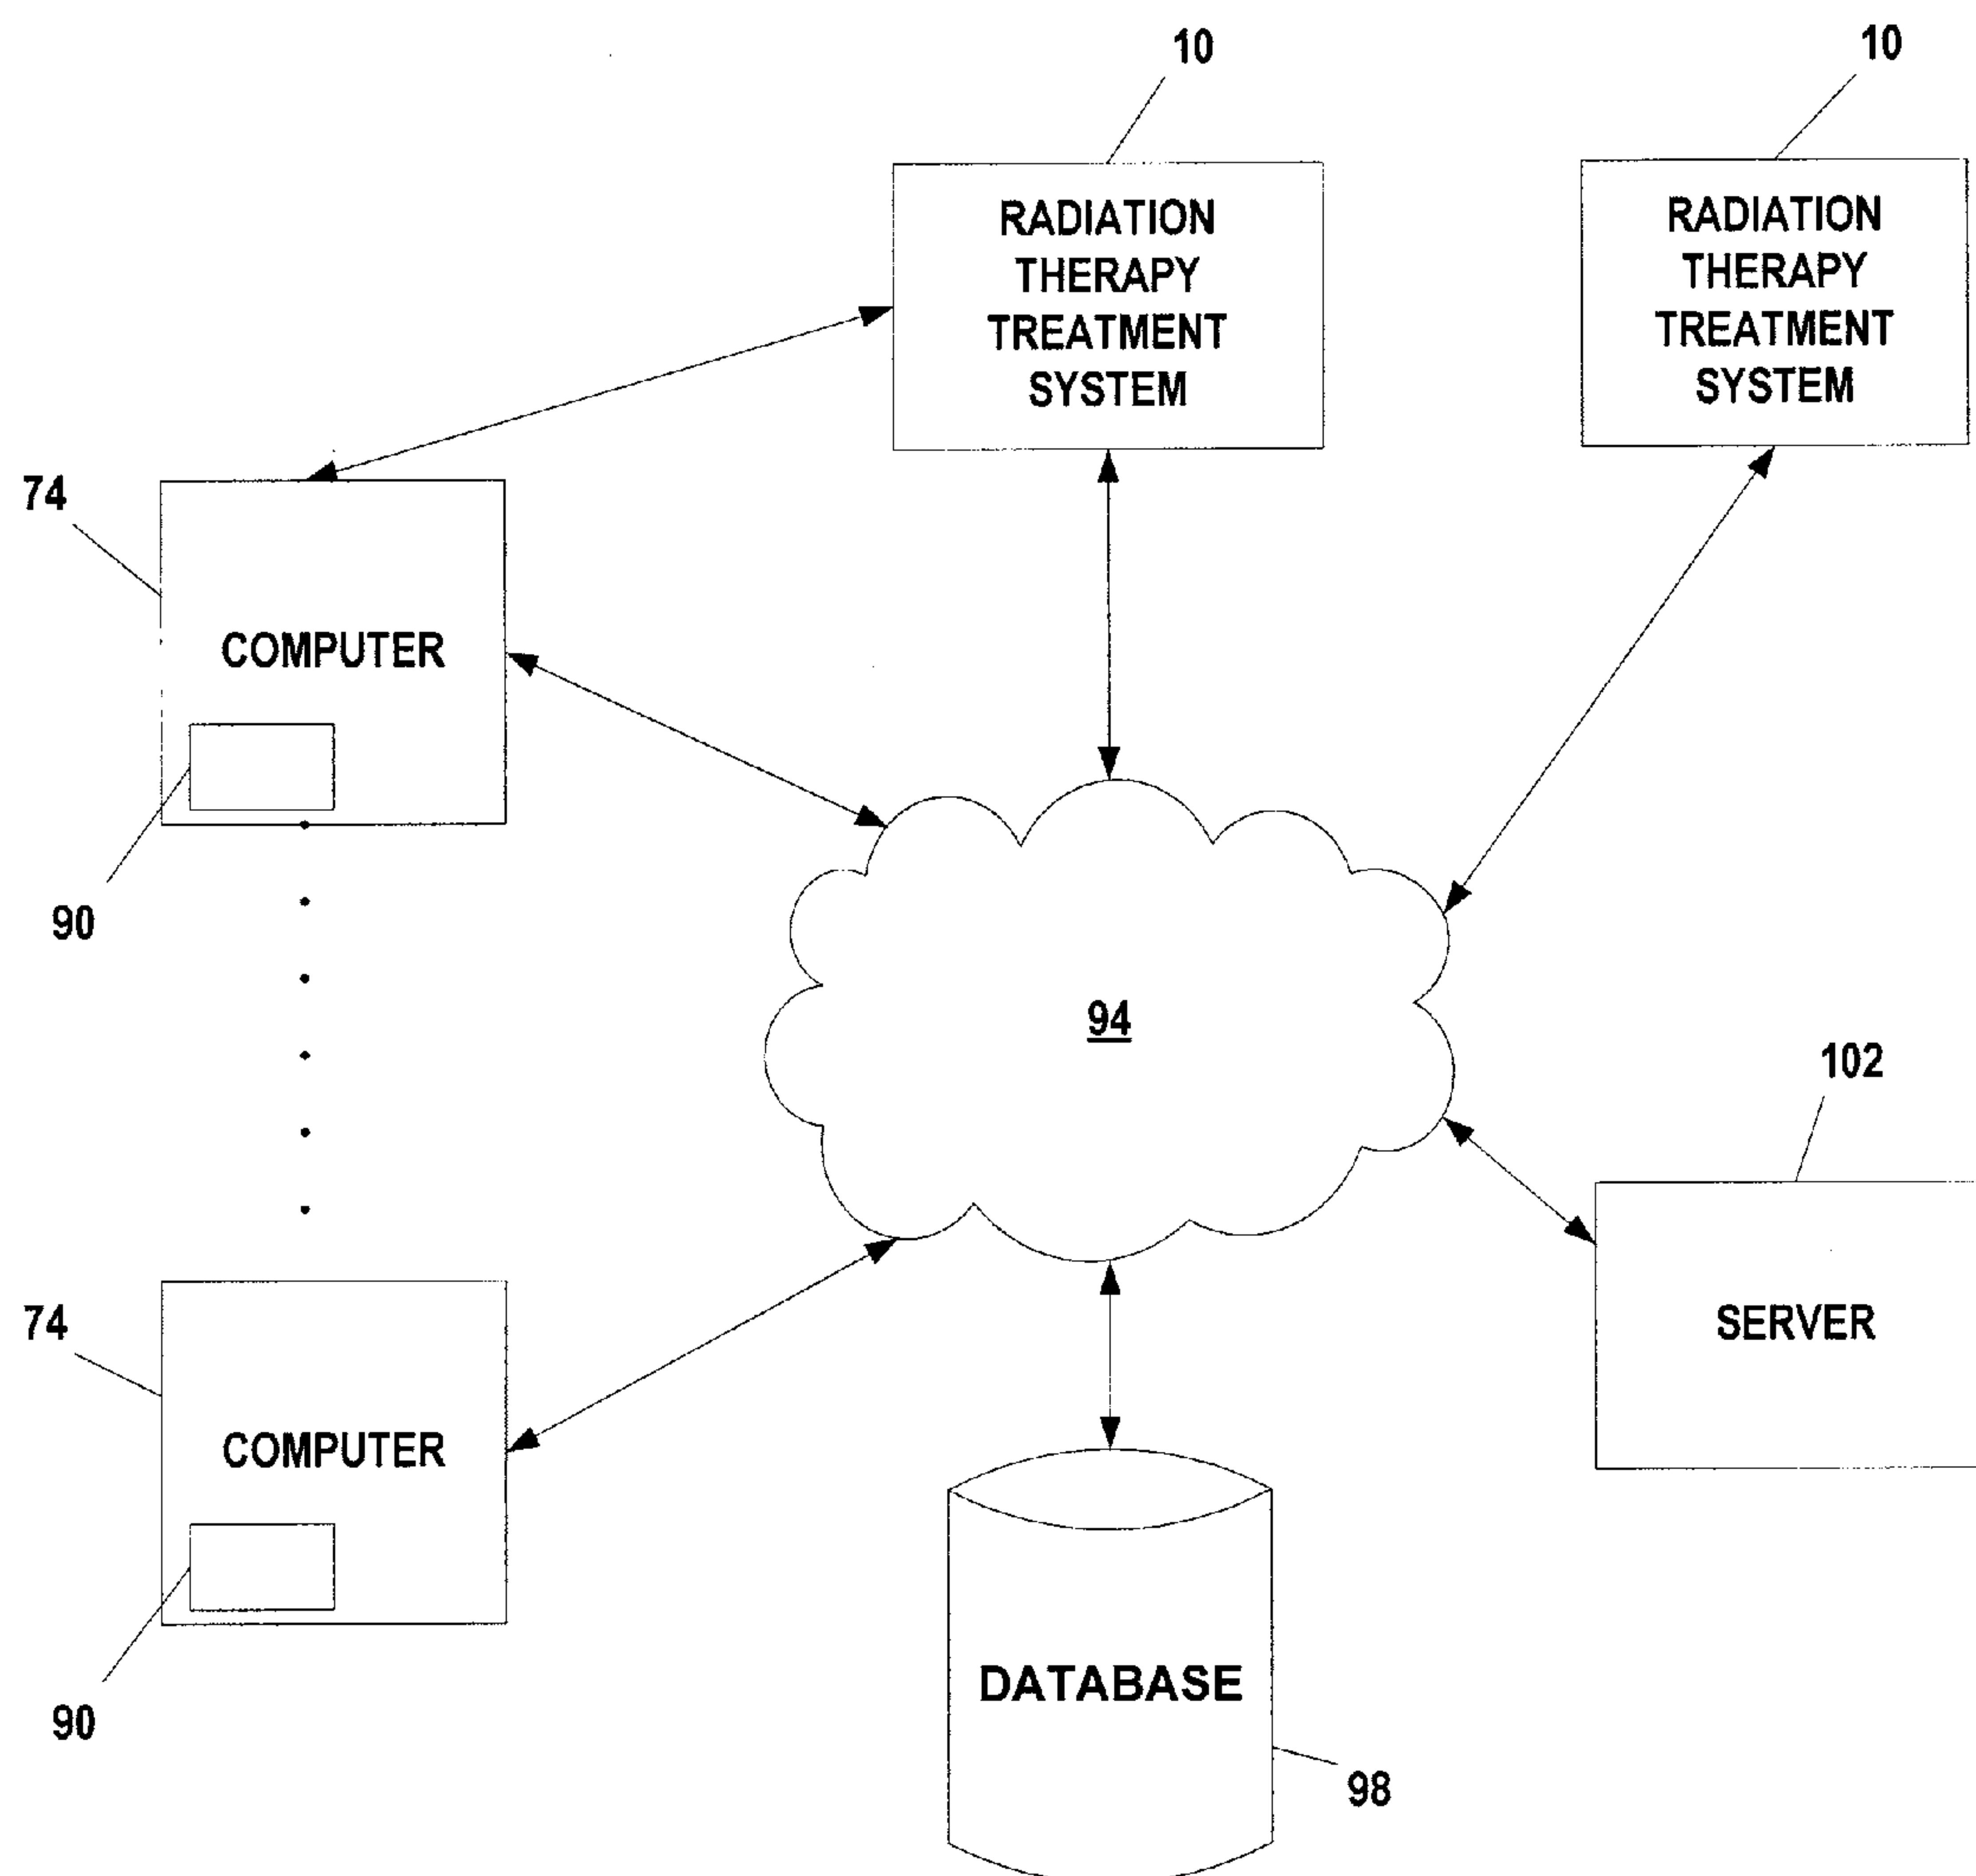 10
10
RADIATION
THERAPY
TREATMENT
SYSTEM
RADIATION
THERAPY
TREATMENT
SYSTEM
74
COMPUTER
90
94
102
74
SERVER
COMPUTER
DATABASE
90
98